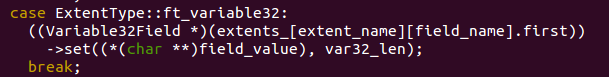 case ExtentType::ft_variable32:
  ((Variable32Field *)(extents_[extent_name][field_name].first))
    ->set((*(char **)field_value), var32_len);
  break;